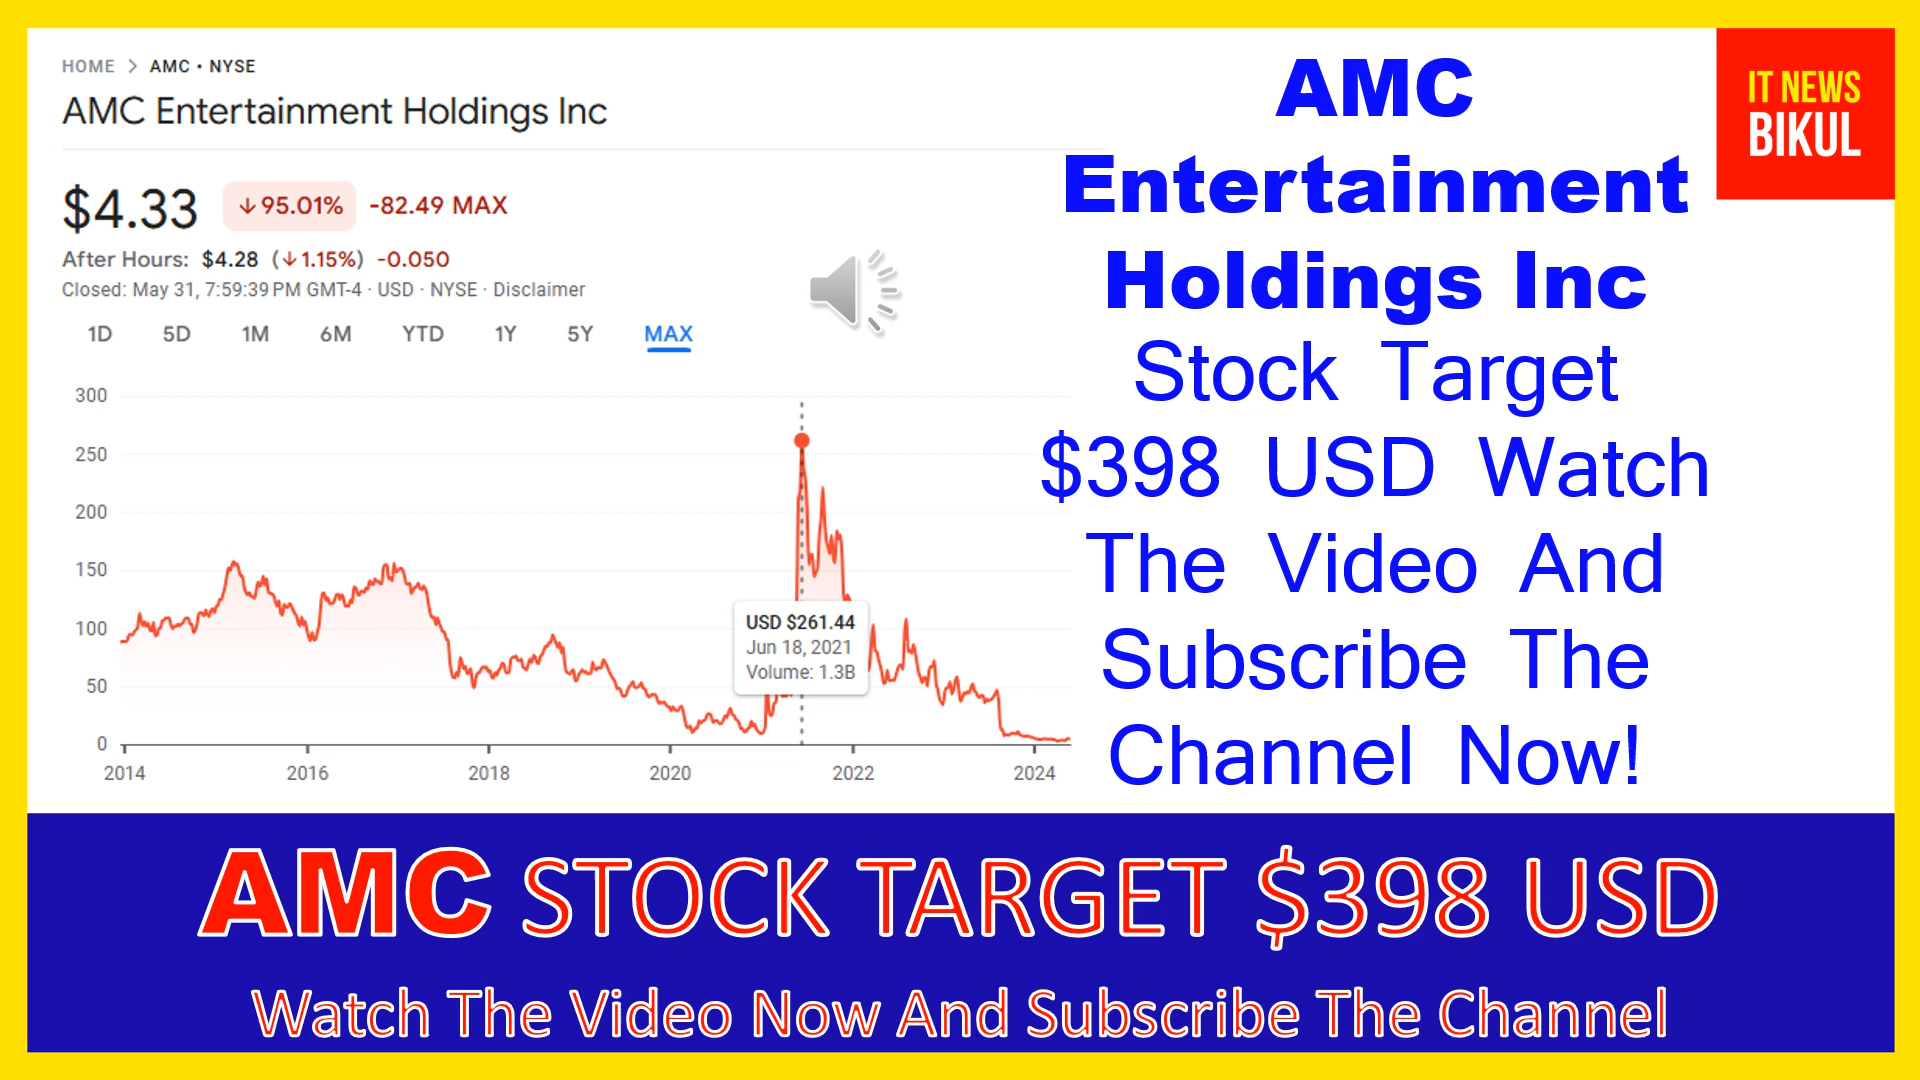 HOME > AMC • NYSE
AMC Entertainment Holdings Inc
$4.33 ↓95.01% -82.49 MAX
After Hours: $4.28 (↓1.15%) -0.050
Closed: May 31, 7:59:39 PM GMT-4 · USD · NYSE · Disclaimer
1D 5D 1M 6M YTD 1Y 5Y MAX
300
250
200
150
100
50
0
USD $261.44
Jun 18, 2021
Volume: 1.3B
2014 2016 2018 2020 2022 2024
AMC
Entertainment
Holdings Inc
Stock Target
$398 USD Watch
The Video And
Subscribe The
Channel Now!
IT NEWS
BIKUL
AMC STOCK TARGET $398 USD
Watch The Video Now And Subscribe The Channel